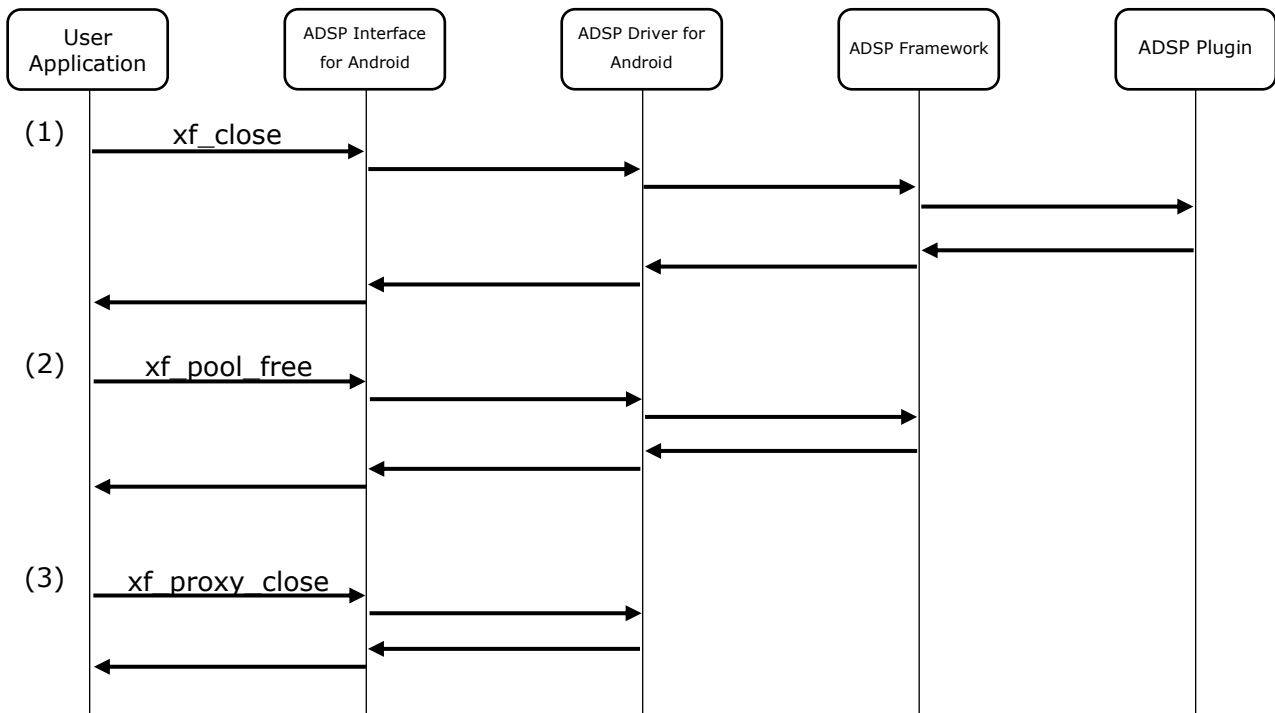 User
Application
ADSP Interface
for Android
ADSP Driver for
Android
ADSP Framework
ADSP Plugin
(1)
xf_close
(2)
xf_pool_free
(3)
xf_proxy_close